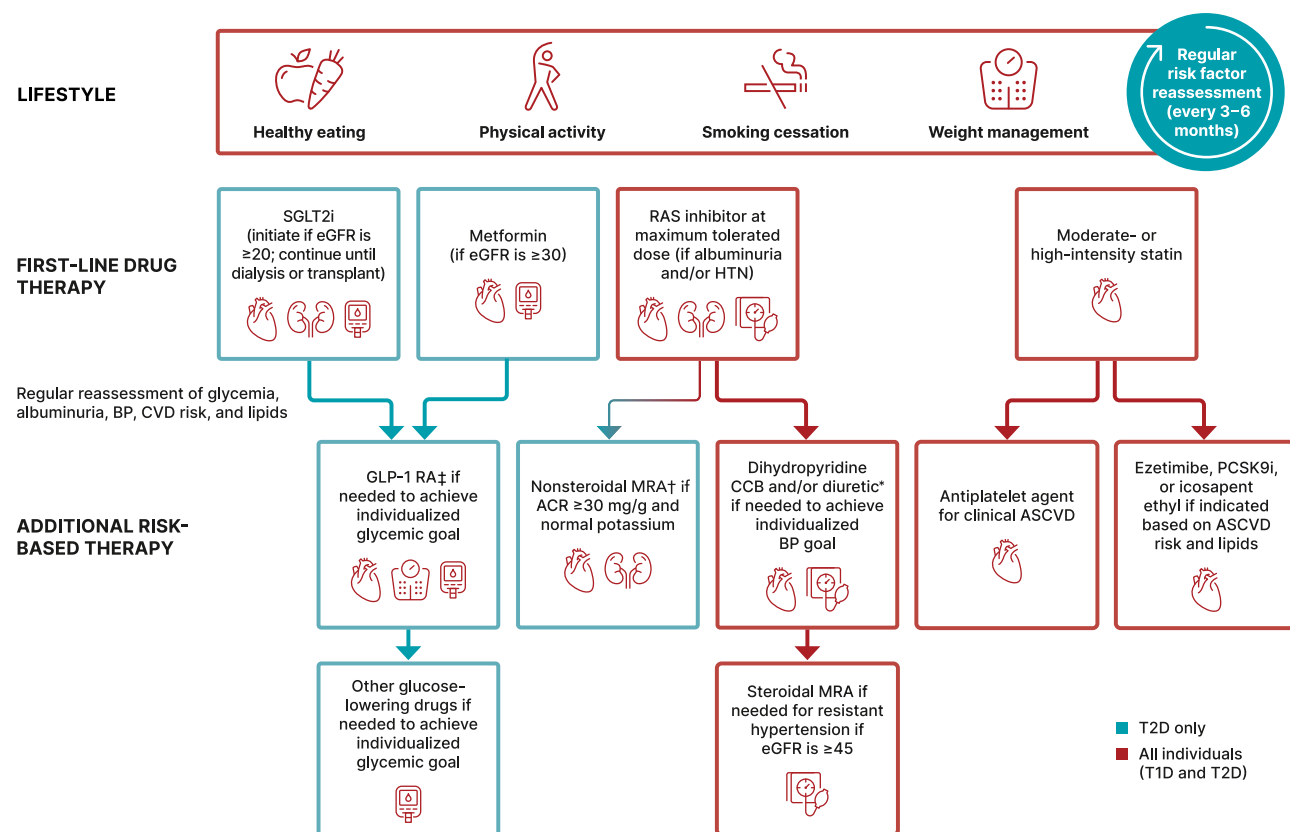 LIFESTYLE
Healthy eating
Physical activity
Smoking cessation
Weight management
Regular
risk factor
reassessment
(every 3–6
months)
FIRST-LINE DRUG
THERAPY
SGLT2i
(initiate if eGFR is
≥20; continue until
dialysis or transplant)
Metformin
(if eGFR is ≥30)
RAS inhibitor at
maximum tolerated
dose (if albuminuria
and/or HTN)
Moderate- or
high-intensity statin
Regular reassessment of glycemia,
albuminuria, BP, CVD risk, and lipids
ADDITIONAL RISK-
BASED THERAPY
GLP-1 RA‡ if
needed to achieve
individualized
glycemic goal
Nonsteroidal MRA† if
ACR ≥30 mg/g and
normal potassium
Dihydropyridine
CCB and/or diuretic*
if needed to achieve
individualized
BP goal
Antiplatelet agent
for clinical ASCVD
Ezetimibe, PCSK9i,
or icosapent
ethyl if indicated
based on ASCVD
risk and lipids
Other glucose-
lowering drugs if
needed to achieve
individualized
glycemic goal
Steroidal MRA if
needed for resistant
hypertension if
eGFR is ≥45
T2D only
All individuals
(T1D and T2D)